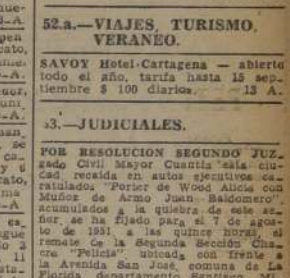 52.a.—VIAJES, TURISMO,
VERANEO.
SAVOY Hotel-Cartagena — abierto
todo el año, tarifa hasta 15 sep-
tiembre $ 100 diarios. 13 A.
53.—JUDICIALES.
POR RESOLUCION SEGUNDO JUZ-
gado Civil Mayor Cuantía esta ciu-
dad recaída en autos ejecutivos ca-
ratulados "Porter de Wood Alicia con
Muñoz de Armo Juan Baldomero"
acumulados a la quiebra de este se-
ñor, se ha fijado para el 7 de agos-
to de 1951 a las quince horas, el
remate de la Segunda Sección Cha-
cra "Felicia" ubicada con frente a
la Avenida San José, comuna de La
Florida departamento Santiago